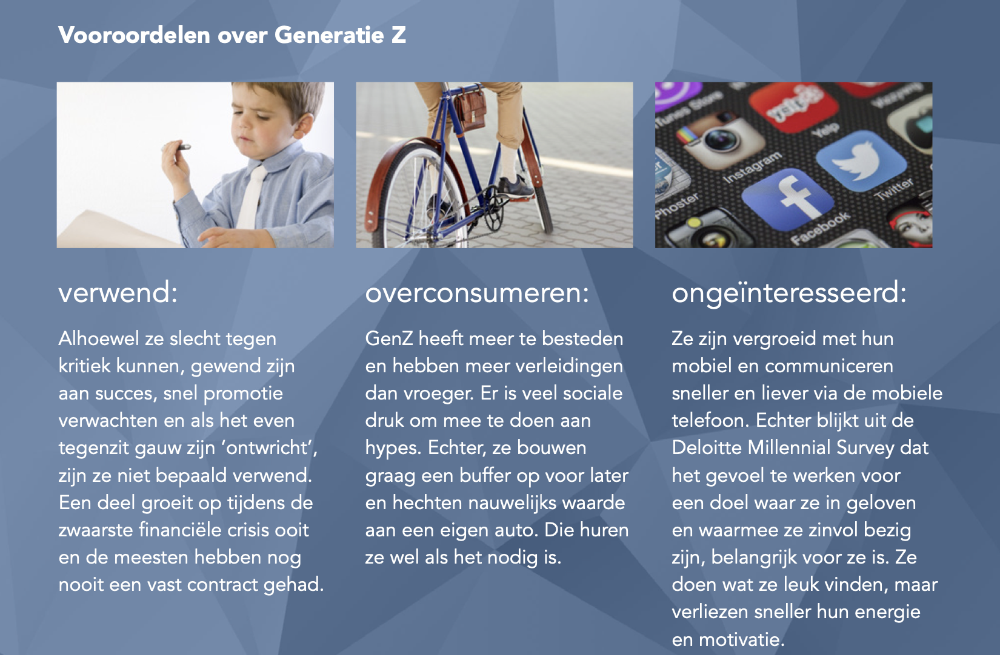 Vooroordelen over Generatie Z
iTunes Store
Yelp
yelp
Instagram
Twitter
Phoster
Facebook
verwend:
Alhoewel ze slecht tegen
kritiek kunnen, gewend zijn
aan succes, snel promotie
verwachten en als het even
tegenzit gauw zijn ‘ontwricht’,
zijn ze niet bepaald verwend.
Een deel groeit op tijdens de
zwaarste financiële crisis ooit
en de meesten hebben nog
nooit een vast contract gehad.
overconsumeren:
GenZ heeft meer te besteden
en hebben meer verleidingen
dan vroeger. Er is veel sociale
druk om mee te doen aan
hypes. Echter, ze bouwen
graag een buffer op voor later
en hechten nauwelijks waarde
aan een eigen auto. Die huren
ze wel als het nodig is.
ongeïnteresseerd:
Ze zijn vergroeid met hun
mobiel en communiceren
sneller en liever via de mobiele
telefoon. Echter blijkt uit de
Deloitte Millennial Survey dat
het gevoel te werken voor
een doel waar ze in geloven
en waarmee ze zinvol bezig
zijn, belangrijk voor ze is. Ze
doen wat ze leuk vinden, maar
verliezen sneller hun energie
en motivatie.